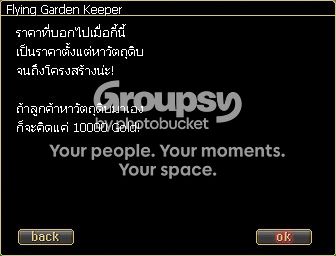 Flying Garden Keeper
ราคาที่บอกไปเมื่อกี้นี้
เป็นราคาตั้งแต่หาวัตถุดิบ
จนถึงโครงสร้างน่ะ!
ถ้าลูกค้าหาวัตถุดิบมาเอง
ก็จะคิดแค่ 10000 Gold!
Groupsy
by photobucket
Your people. Your moments.
Your space.
back
ok